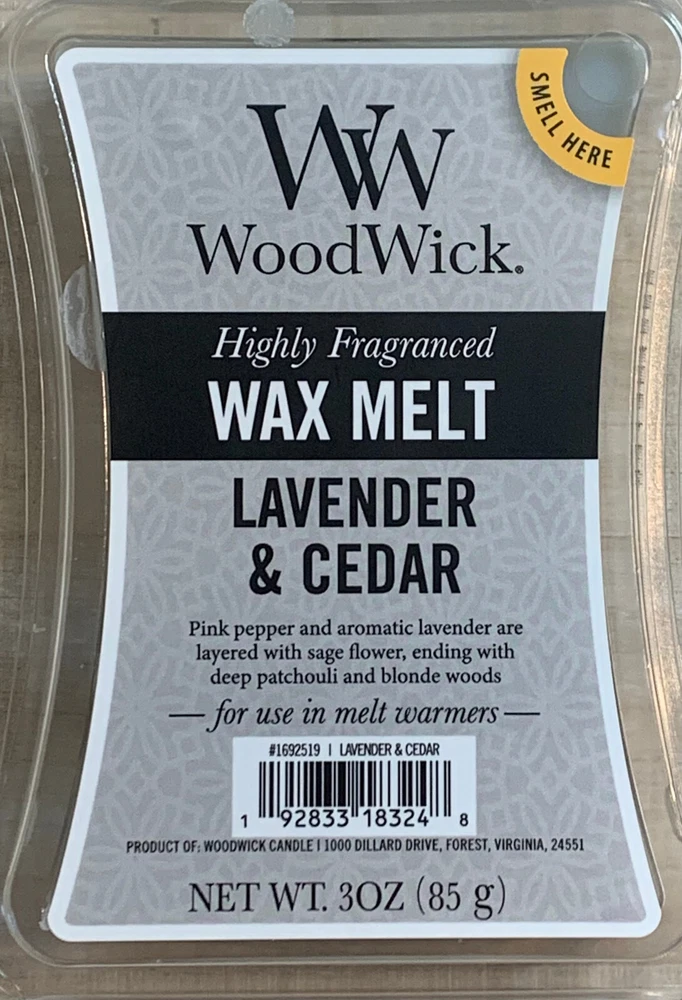 SMELL HERE
WW
WoodWick®
Highly Fragranced
WAX MELT
LAVENDER
& CEDAR
Pink pepper and aromatic lavender are
layered with sage flower, ending with
deep patchouli and blonde woods
— for use in melt warmers —
#1692519 | LAVENDER & CEDAR
1 92833 18324 8
PRODUCT OF: WOODWICK CANDLE | 1000 DILLARD DRIVE, FOREST, VIRGINIA, 24551
NET WT. 3OZ (85 g)